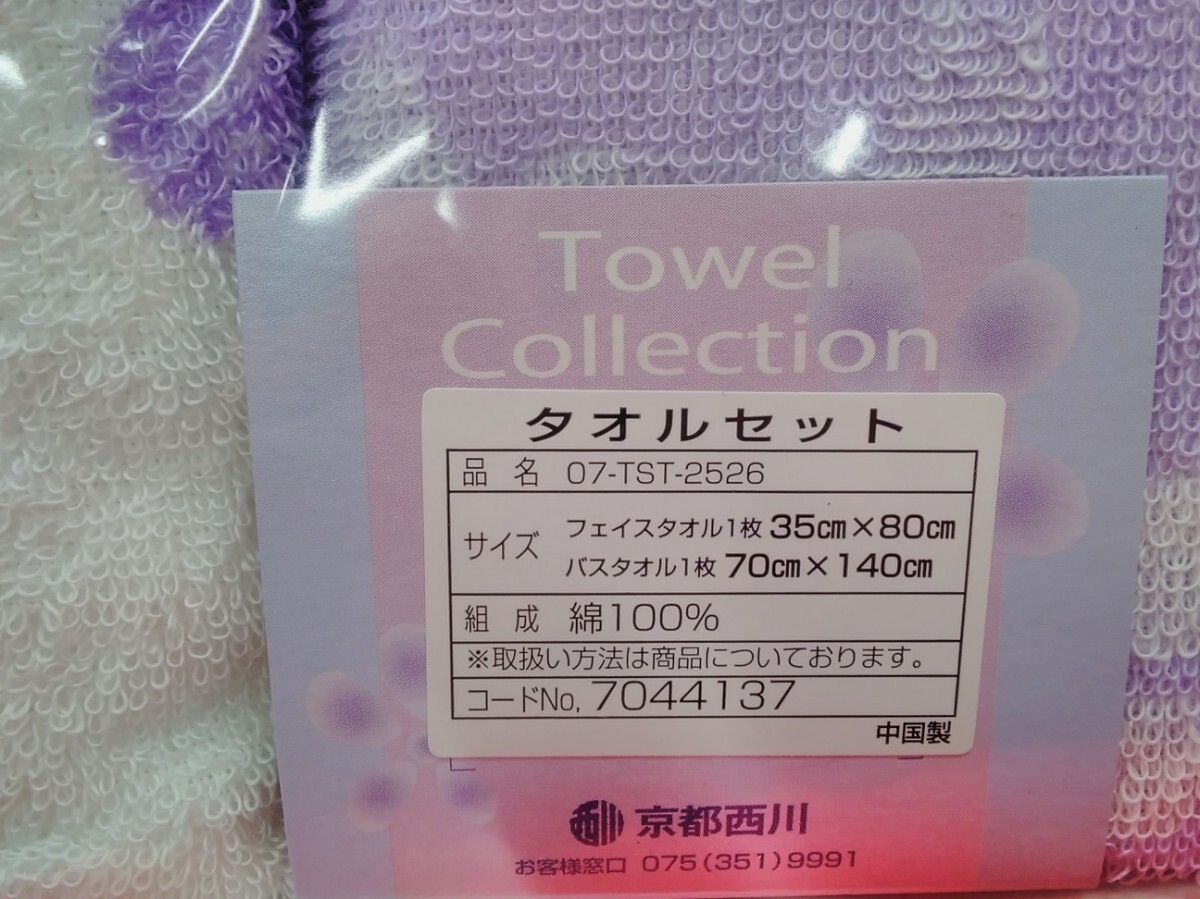 Towel
Collection
タオルセット
品 名 07-TST-2526
サイズ フェイスタオル1枚 35cm×80cm
バスタオル1枚 70cm×140cm
組 成 綿100%
※取扱い方法は商品についております。
コードNo. 7044137
中国製
西川 京都西川
お客様窓口 075(351)9991